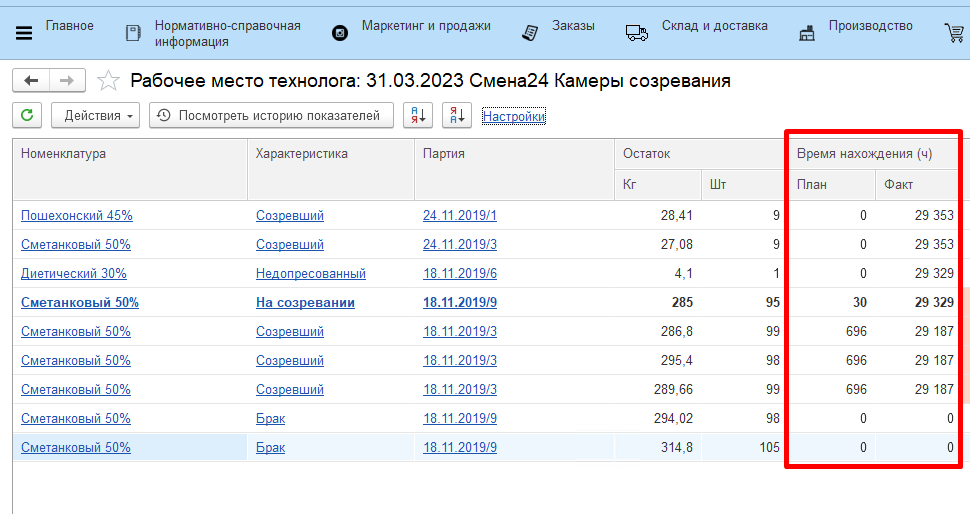 Главное
Нормативно-справочная
информация
Маркетинг и продажи
Заказы
Склад и доставка
Производство
Рабочее место технолога: 31.03.2023 Смена24 Камеры созревания
Действия
Посмотреть историю показателей
А Я
Я А
Настройки
Номенклатура Характеристика Партия Остаток Время нахождения (ч)
Кг Шт План Факт
Пошехонский 45% Созревший 24.11.2019/1 28,41 9 0 29 353
Сметанковый 50% Созревший 24.11.2019/3 27,08 9 0 29 353
Диетический 30% Недопресованный 18.11.2019/6 4,1 1 0 29 329
Сметанковый 50% На созревании 18.11.2019/9 285 95 30 29 329
Сметанковый 50% Созревший 18.11.2019/3 286,8 99 696 29 187
Сметанковый 50% Созревший 18.11.2019/3 295,4 98 696 29 187
Сметанковый 50% Созревший 18.11.2019/3 289,66 99 696 29 187
Сметанковый 50% Брак 18.11.2019/9 294,02 98 0 0
Сметанковый 50% Брак 18.11.2019/9 314,8 105 0 0